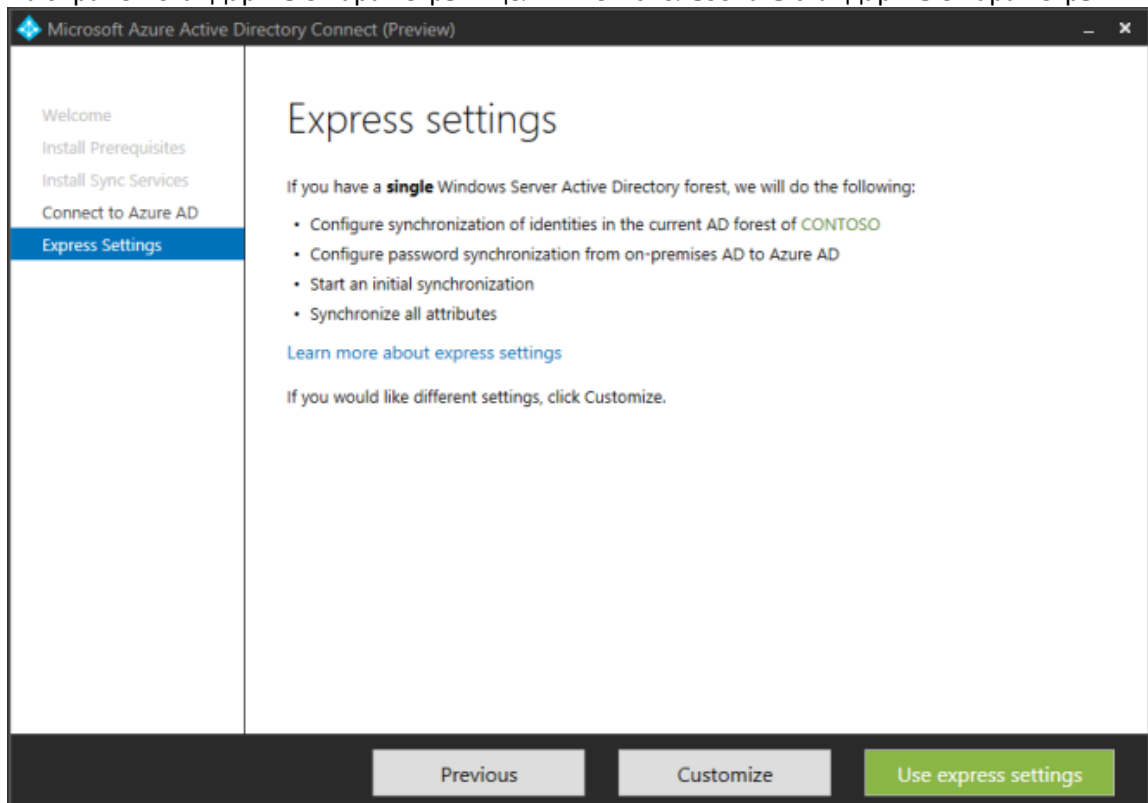 Microsoft Azure Active Directory Connect (Preview)
Welcome
Install Prerequisites
Install Sync Services
Connect to Azure AD
Express Settings
Express settings
If you have a single Windows Server Active Directory forest, we will do the following:
• Configure synchronization of identities in the current AD forest of CONTOSO
• Configure password synchronization from on-premises AD to Azure AD
• Start an initial synchronization
• Synchronize all attributes
Learn more about express settings
If you would like different settings, click Customize.
Previous
Customize
Use express settings